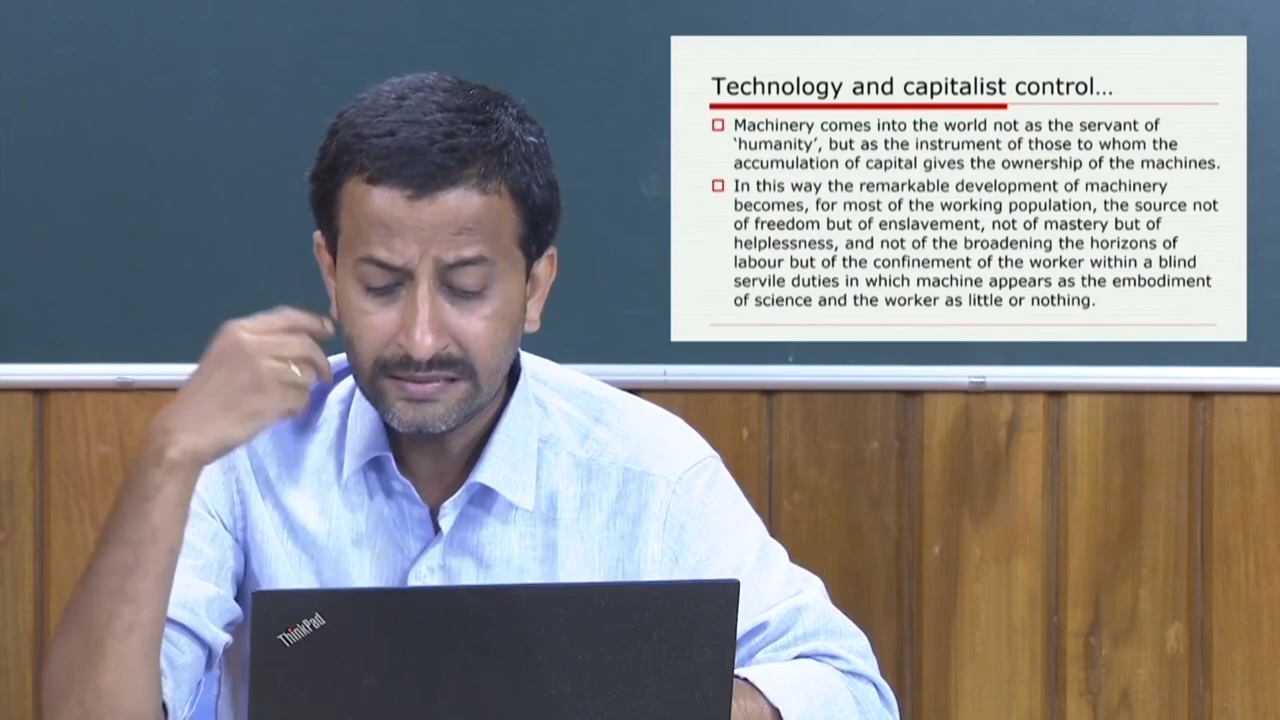 Technology and capitalist control...
Machinery comes into the world not as the servant of
‘humanity’, but as the instrument of those to whom the
accumulation of capital gives the ownership of the machines.
In this way the remarkable development of machinery
becomes, for most of the working population, the source not
of freedom but of enslavement, not of mastery but of
helplessness, and not of the broadening the horizons of
labour but of the confinement of the worker within a blind
servile duties in which machine appears as the embodiment
of science and the worker as little or nothing.
ThinkPad